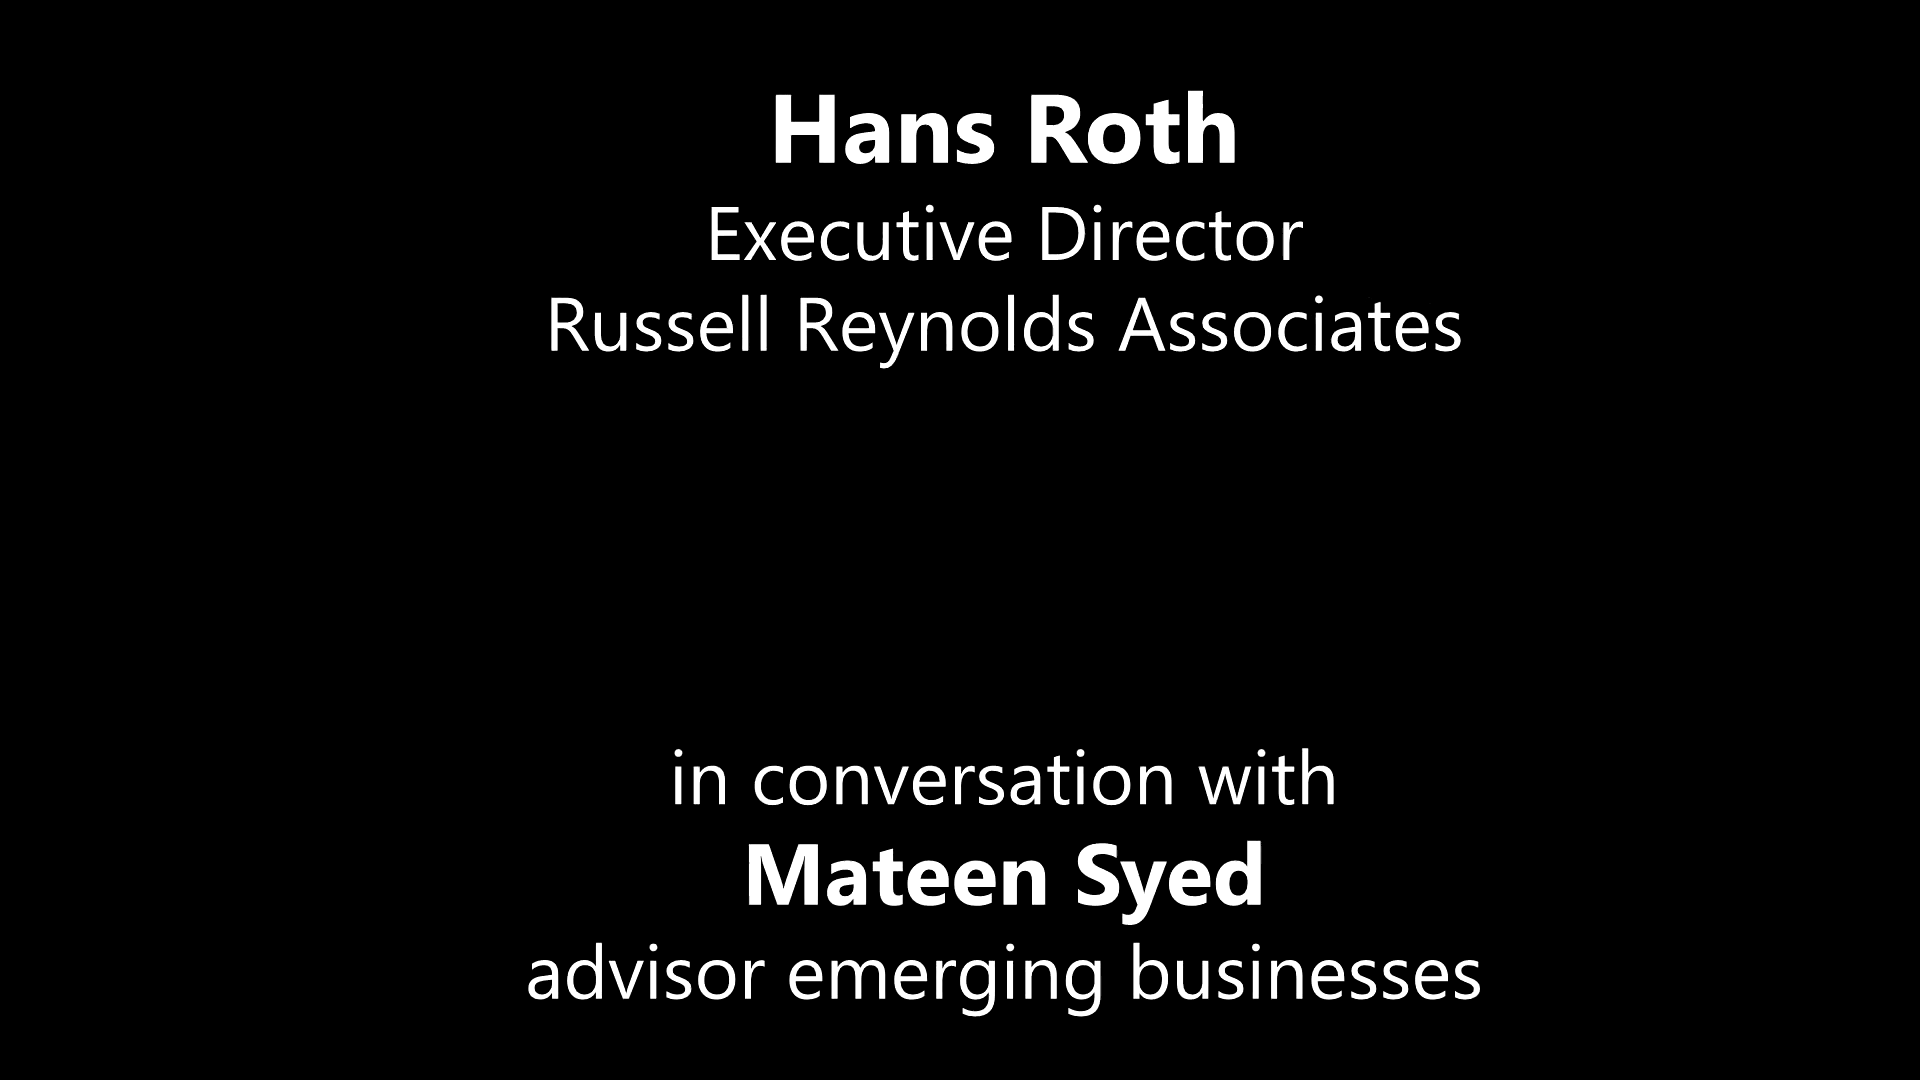 Hans Roth
Executive Director
Russell Reynolds Associates
in conversation with
Mateen Syed
advisor emerging businesses